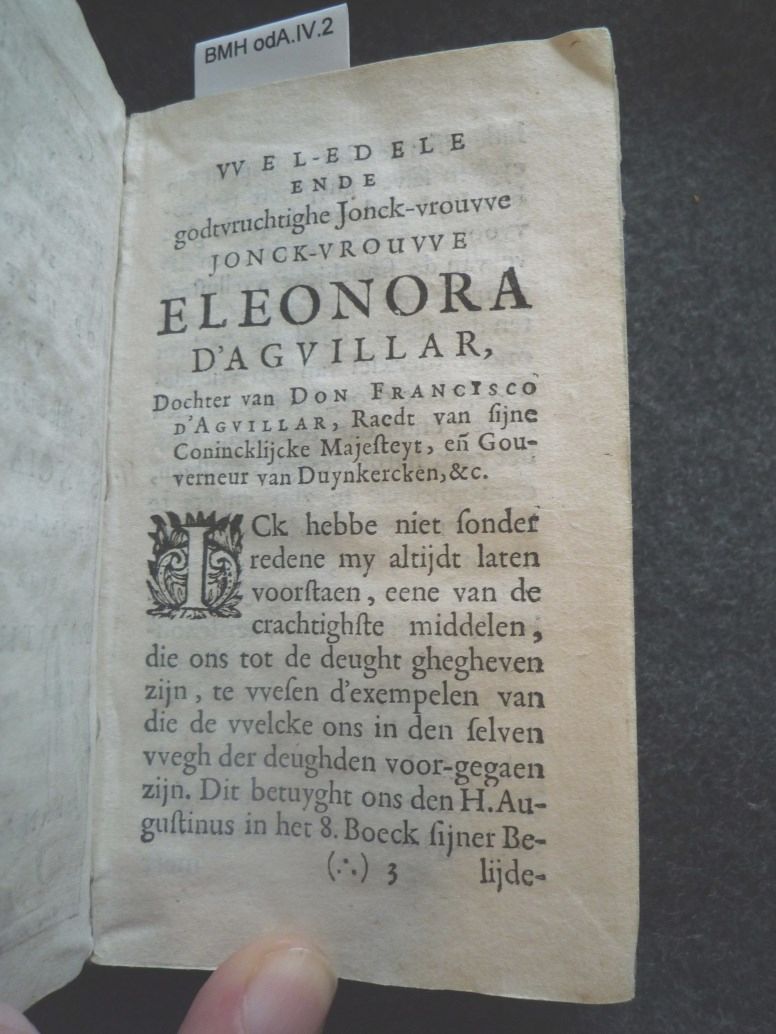 BMH odA.IV.2
VVEL-EDELE
ENDE
godtvruchtighe Jonck-vrouvve
JONCK-VROUVVE
ELEONORA
D'AGVILLAR,
Dochter van DON FRANCISCO
D'AGVILLAR, Raedt van ſijne
Conincklijcke Majeſteyt, eñ Gou-
verneur van Duynkercken, &c.
ICk hebbe niet ſonder
redene my altijdt laten
voorſtaen, eene van de
crachtighſte middelen,
die ons tot de deught ghegheven
zijn, te vveſen d'exempelen van
die de vvelcke ons in den ſelven
vvegh der deughden voor-gegaen
zijn. Dit betuyght ons den H. Au-
guſtinus in het 8. Boeck ſijner Be-
(∴) 3 lijde-